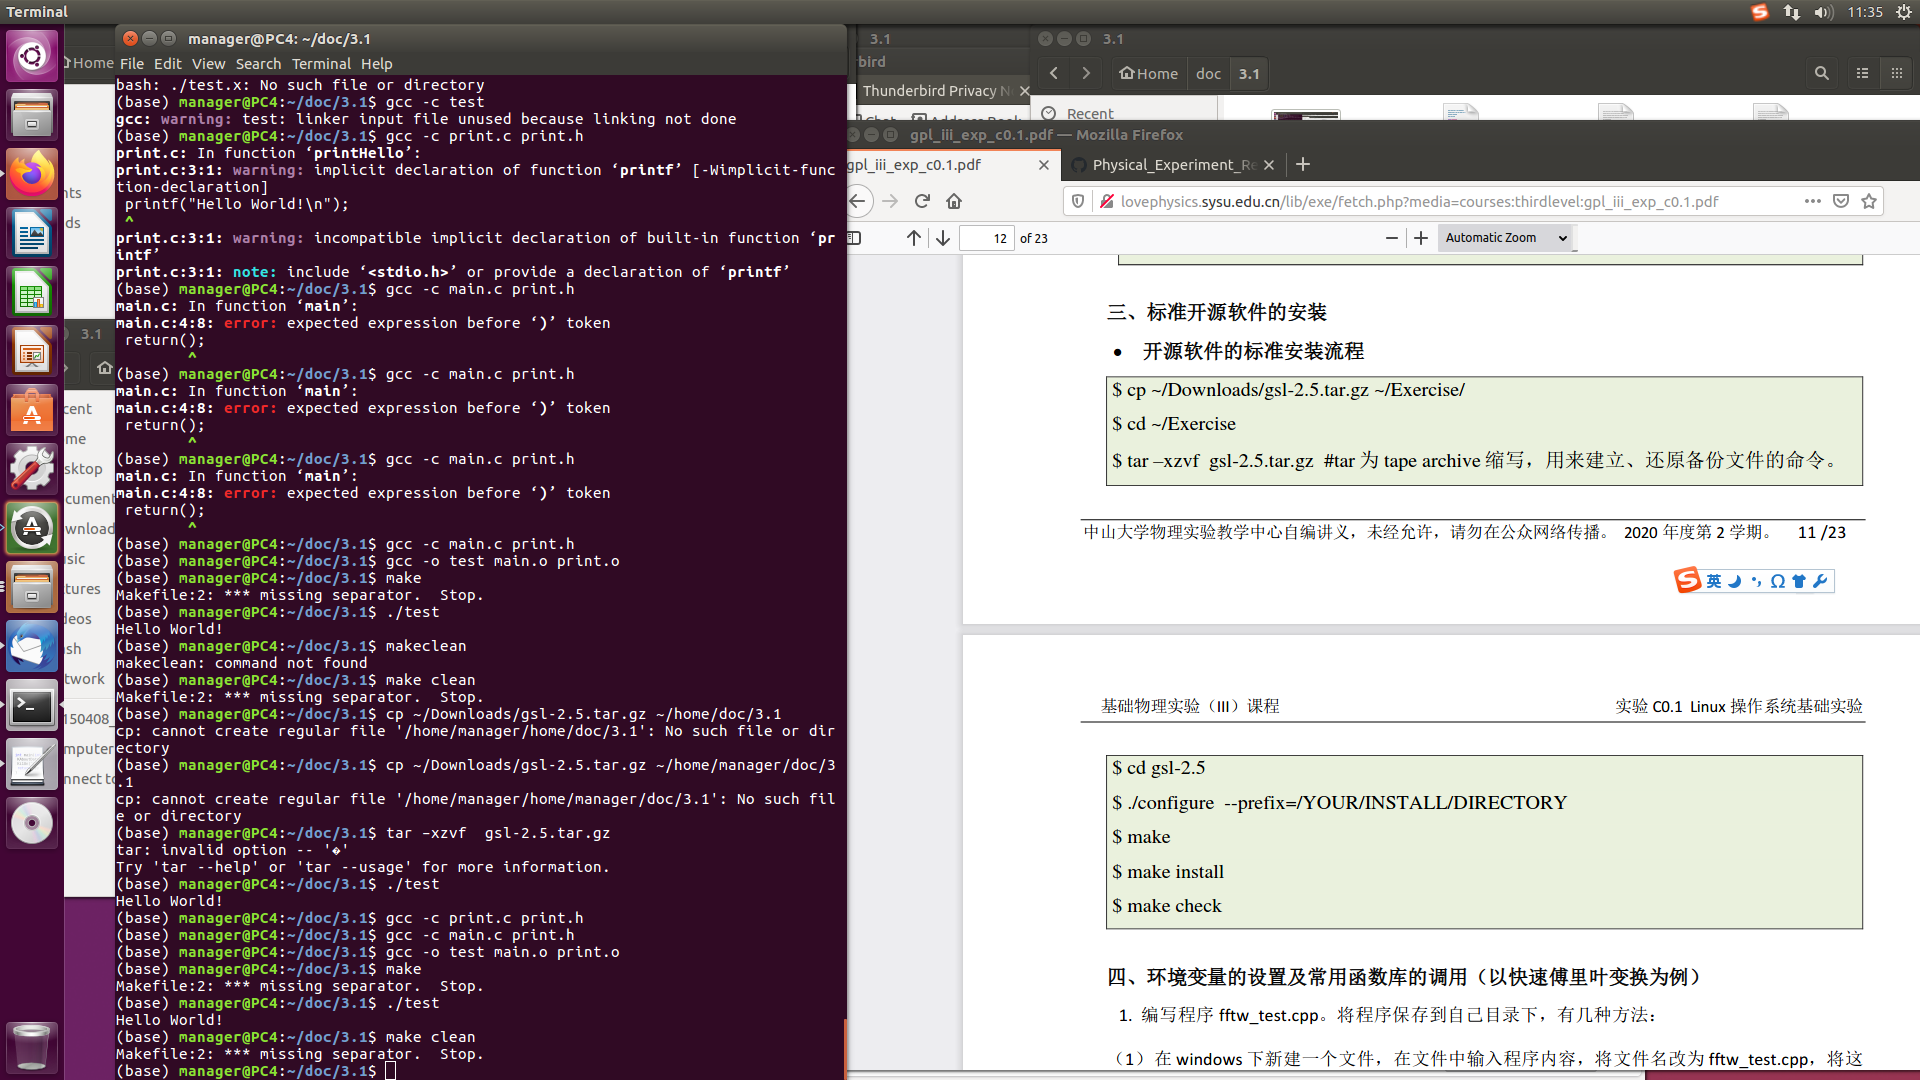 Terminal
11:35
manager@PC4: ~/doc/3.1
File Edit View Search Terminal Help
bash: ./test.x: No such file or directory
(base) manager@PC4:~/doc/3.1$ gcc -c test
gcc: warning: test: linker input file unused because linking not done
(base) manager@PC4:~/doc/3.1$ gcc -c print.c print.h
print.c: In function ‘printHello’:
print.c:3:1: warning: implicit declaration of function ‘printf’ [-Wimplicit-func
tion-declaration]
printf("Hello World!\n");
^
print.c:3:1: warning: incompatible implicit declaration of built-in function ‘pr
intf’
print.c:3:1: note: include ‘<stdio.h>’ or provide a declaration of ‘printf’
(base) manager@PC4:~/doc/3.1$ gcc -c main.c print.h
main.c: In function ‘main’:
main.c:4:8: error: expected expression before ‘)’ token
return();
^
(base) manager@PC4:~/doc/3.1$ gcc -c main.c print.h
main.c: In function ‘main’:
main.c:4:8: error: expected expression before ‘)’ token
return();
^
(base) manager@PC4:~/doc/3.1$ gcc -c main.c print.h
main.c: In function ‘main’:
main.c:4:8: error: expected expression before ‘)’ token
return();
^
(base) manager@PC4:~/doc/3.1$ gcc -c main.c print.h
(base) manager@PC4:~/doc/3.1$ gcc -o test main.o print.o
(base) manager@PC4:~/doc/3.1$ make
Makefile:2: *** missing separator.  Stop.
(base) manager@PC4:~/doc/3.1$ ./test
Hello World!
(base) manager@PC4:~/doc/3.1$ makeclean
makeclean: command not found
(base) manager@PC4:~/doc/3.1$ make clean
Makefile:2: *** missing separator.  Stop.
(base) manager@PC4:~/doc/3.1$ cp ~/Downloads/gsl-2.5.tar.gz ~/home/doc/3.1
cp: cannot create regular file '/home/manager/home/doc/3.1': No such file or dir
ectory
(base) manager@PC4:~/doc/3.1$ cp ~/Downloads/gsl-2.5.tar.gz ~/home/manager/doc/3
.1
cp: cannot create regular file '/home/manager/home/manager/doc/3.1': No such fil
e or directory
(base) manager@PC4:~/doc/3.1$ tar –xzvf  gsl-2.5.tar.gz
tar: invalid option -- '�'
Try 'tar --help' or 'tar --usage' for more information.
(base) manager@PC4:~/doc/3.1$ ./test
Hello World!
(base) manager@PC4:~/doc/3.1$ gcc -c print.c print.h
(base) manager@PC4:~/doc/3.1$ gcc -c main.c print.h
(base) manager@PC4:~/doc/3.1$ gcc -o test main.o print.o
(base) manager@PC4:~/doc/3.1$ make
Makefile:2: *** missing separator.  Stop.
(base) manager@PC4:~/doc/3.1$ ./test
Hello World!
(base) manager@PC4:~/doc/3.1$ make clean
Makefile:2: *** missing separator.  Stop.
(base) manager@PC4:~/doc/3.1$
Home
3.1
150408_
3.1
Thunderbird Privacy
3.1
Home doc 3.1
Recent
gpl_iii_exp_c0.1.pdf — Mozilla Firefox
gpl_iii_exp_c0.1.pdf
Physical_Experiment_Re
lovephysics.sysu.edu.cn/lib/exe/fetch.php?media=courses:thirdlevel:gpl_iii_exp_c0.1.pdf
12 of 23
Automatic Zoom
三、标准开源软件的安装
• 开源软件的标准安装流程
$ cp ~/Downloads/gsl-2.5.tar.gz ~/Exercise/
$ cd ~/Exercise
$ tar –xzvf  gsl-2.5.tar.gz  #tar 为 tape archive 缩写，用来建立、还原备份文件的命令。
中山大学物理实验教学中心自编讲义，未经允许，请勿在公众网络传播。 2020 年度第 2 学期。 11 /23
英
基础物理实验（III）课程 实验 C0.1 Linux 操作系统基础实验
$ cd gsl-2.5
$ ./configure  --prefix=/YOUR/INSTALL/DIRECTORY
$ make
$ make install
$ make check
四、环境变量的设置及常用函数库的调用（以快速傅里叶变换为例）
1. 编写程序 fftw_test.cpp。将程序保存到自己目录下，有几种方法：
（1）在 windows 下新建一个文件，在文件中输入程序内容，将文件名改为 fftw_test.cpp，将这